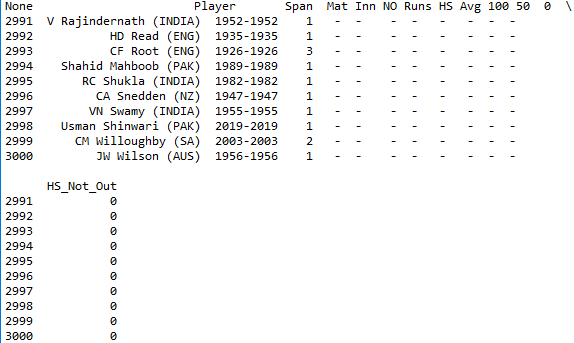 None                        Player       Span  Mat Inn NO Runs HS Avg 100 50  0  \
2991  V Rajindernath (INDIA)  1952-1952    1   -  -   -  -   -  -  -  -
2992           HD Read (ENG)  1935-1935    1   -  -   -  -   -  -  -  -
2993           CF Root (ENG)  1926-1926    3   -  -   -  -   -  -  -  -
2994    Shahid Mahboob (PAK)  1989-1989    1   -  -   -  -   -  -  -  -
2995       RC Shukla (INDIA)  1982-1982    1   -  -   -  -   -  -  -  -
2996         CA Snedden (NZ)  1947-1947    1   -  -   -  -   -  -  -  -
2997        VN Swamy (INDIA)  1955-1955    1   -  -   -  -   -  -  -  -
2998    Usman Shinwari (PAK)  2019-2019    1   -  -   -  -   -  -  -  -
2999      CM Willoughby (SA)  2003-2003    2   -  -   -  -   -  -  -  -
3000         JW Wilson (AUS)  1956-1956    1   -  -   -  -   -  -  -  -
HS_Not_Out
2991           0
2992           0
2993           0
2994           0
2995           0
2996           0
2997           0
2998           0
2999           0
3000           0